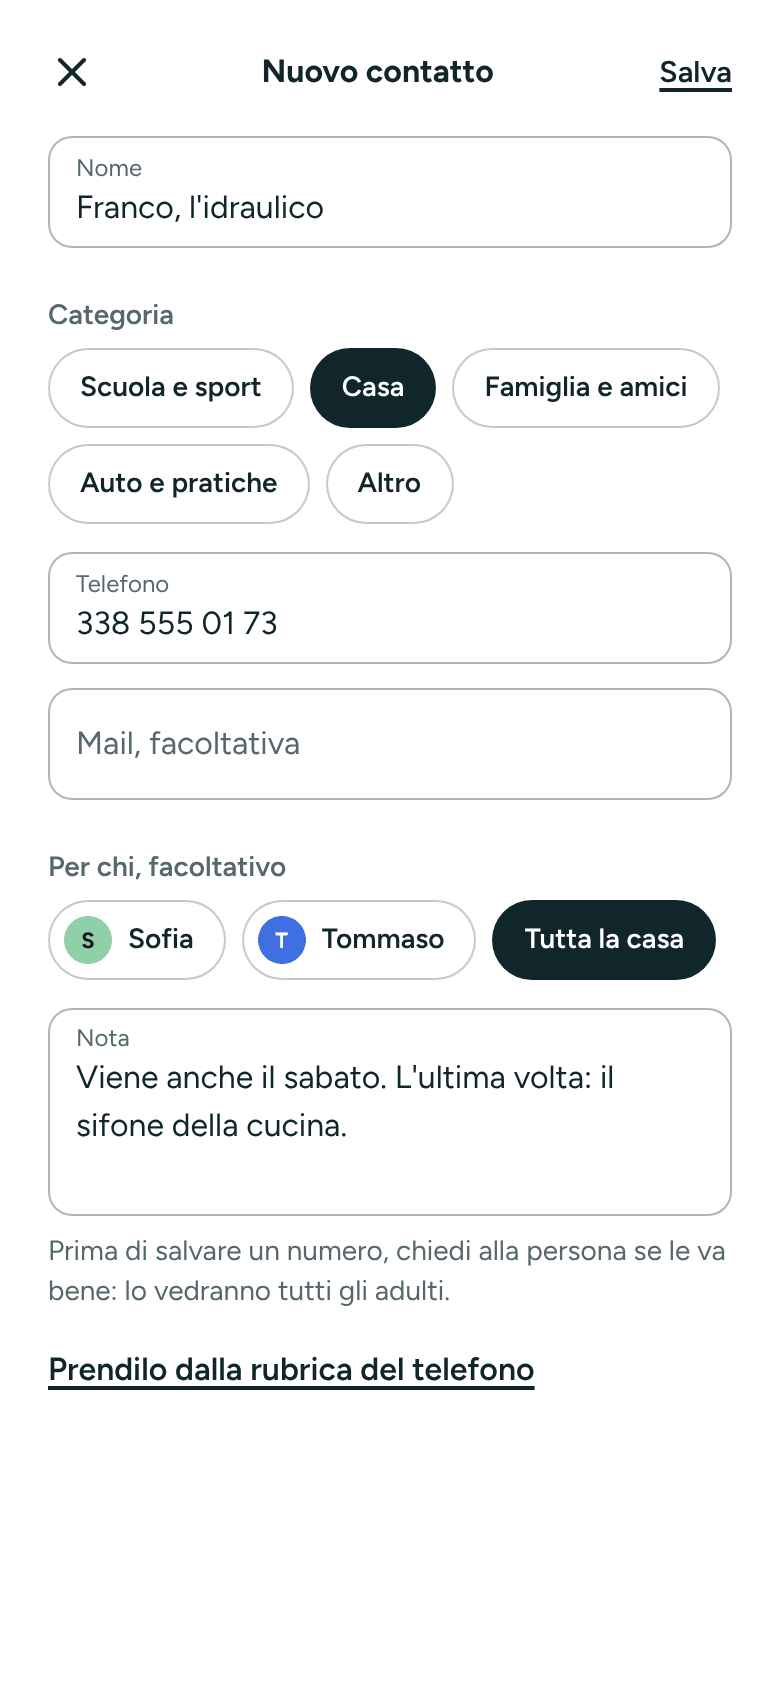 Nuovo contatto
Salva
Nome
Franco, l'idraulico
Categoria
Scuola e sport
Casa
Famiglia e amici
Auto e pratiche
Altro
Telefono
338 555 01 73
Mail, facoltativa
Per chi, facoltativo
S Sofia
T Tommaso
Tutta la casa
Nota
Viene anche il sabato. L'ultima volta: il
sifone della cucina.
Prima di salvare un numero, chiedi alla persona se le va
bene: lo vedranno tutti gli adulti.
Prendilo dalla rubrica del telefono